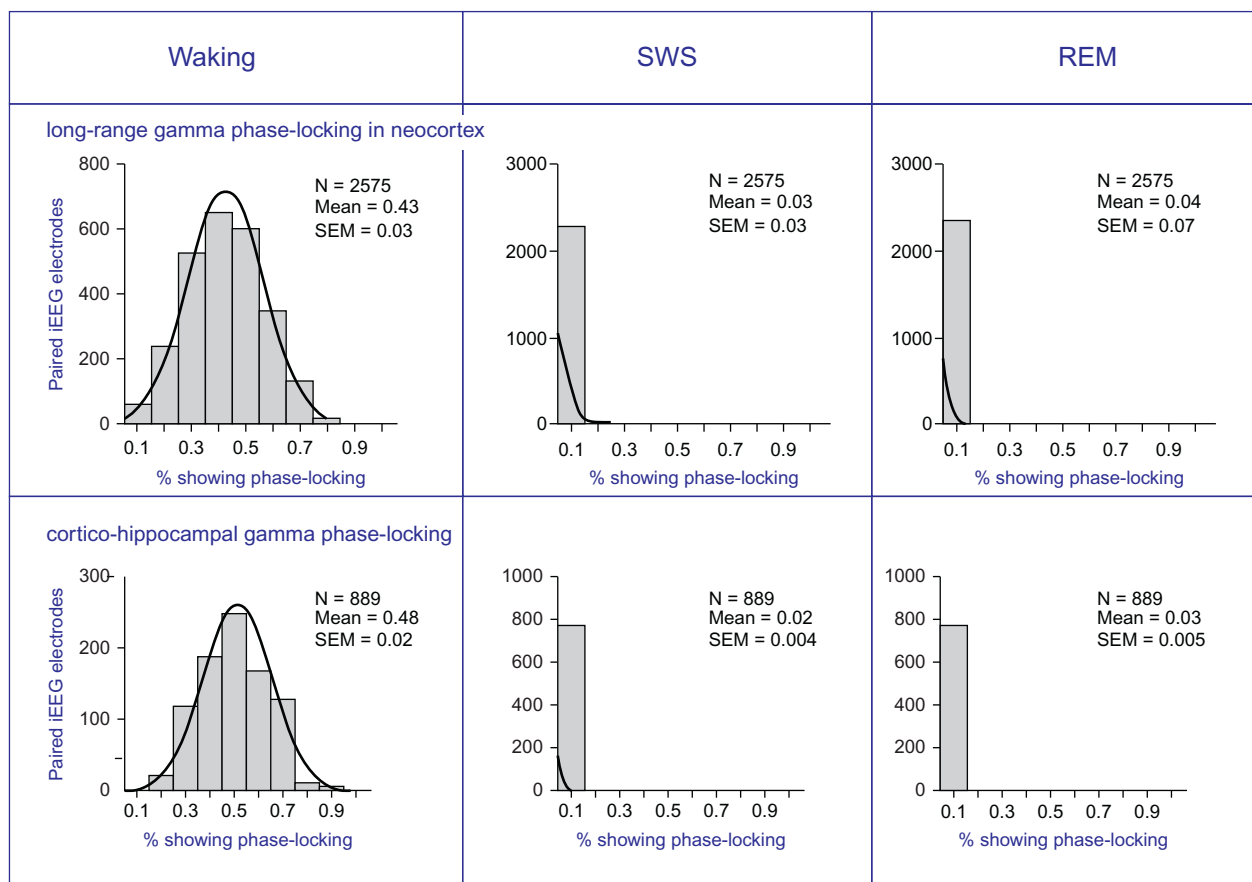 Waking
SWS
REM
long-range gamma phase-locking in neocortex
Paired iEEG electrodes
800
600
400
200
0
N = 2575
Mean = 0.43
SEM = 0.03
0.1 0.3 0.5 0.7 0.9
% showing phase-locking
3000
2000
1000
0
N = 2575
Mean = 0.03
SEM = 0.03
0.1 0.3 0.5 0.7 0.9
% showing phase-locking
3000
2000
1000
0
N = 2575
Mean = 0.04
SEM = 0.07
0.1 0.3 0.5 0.7 0.9
% showing phase-locking
cortico-hippocampal gamma phase-locking
Paired iEEG electrodes
300
200
100
0
N = 889
Mean = 0.48
SEM = 0.02
0.1 0.3 0.5 0.7 0.9
% showing phase-locking
1000
800
600
400
200
0
N = 889
Mean = 0.02
SEM = 0.004
0.1 0.3 0.5 0.7 0.9
% showing phase-locking
1000
800
600
400
200
0
N = 889
Mean = 0.03
SEM = 0.005
0.1 0.3 0.5 0.7 0.9
% showing phase-locking